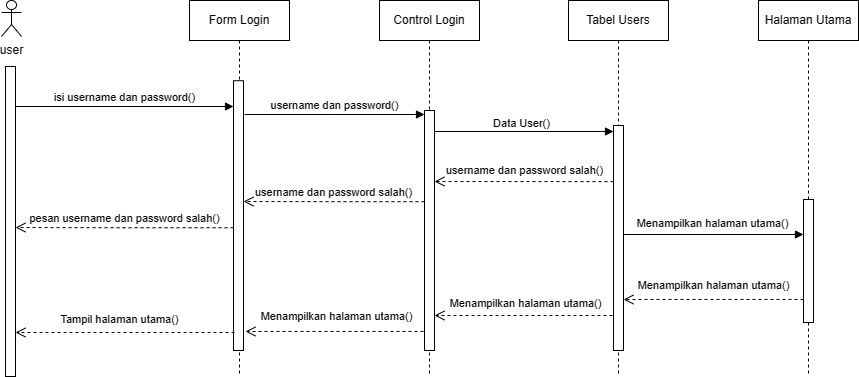 Form Login
Control Login
Tabel Users
Halaman Utama
user
isi username dan password()
username dan password()
Data User()
username dan password salah()
username dan password salah()
pesan username dan password salah()
Menampilkan halaman utama()
Menampilkan halaman utama()
Menampilkan halaman utama()
Menampilkan halaman utama()
Tampil halaman utama()